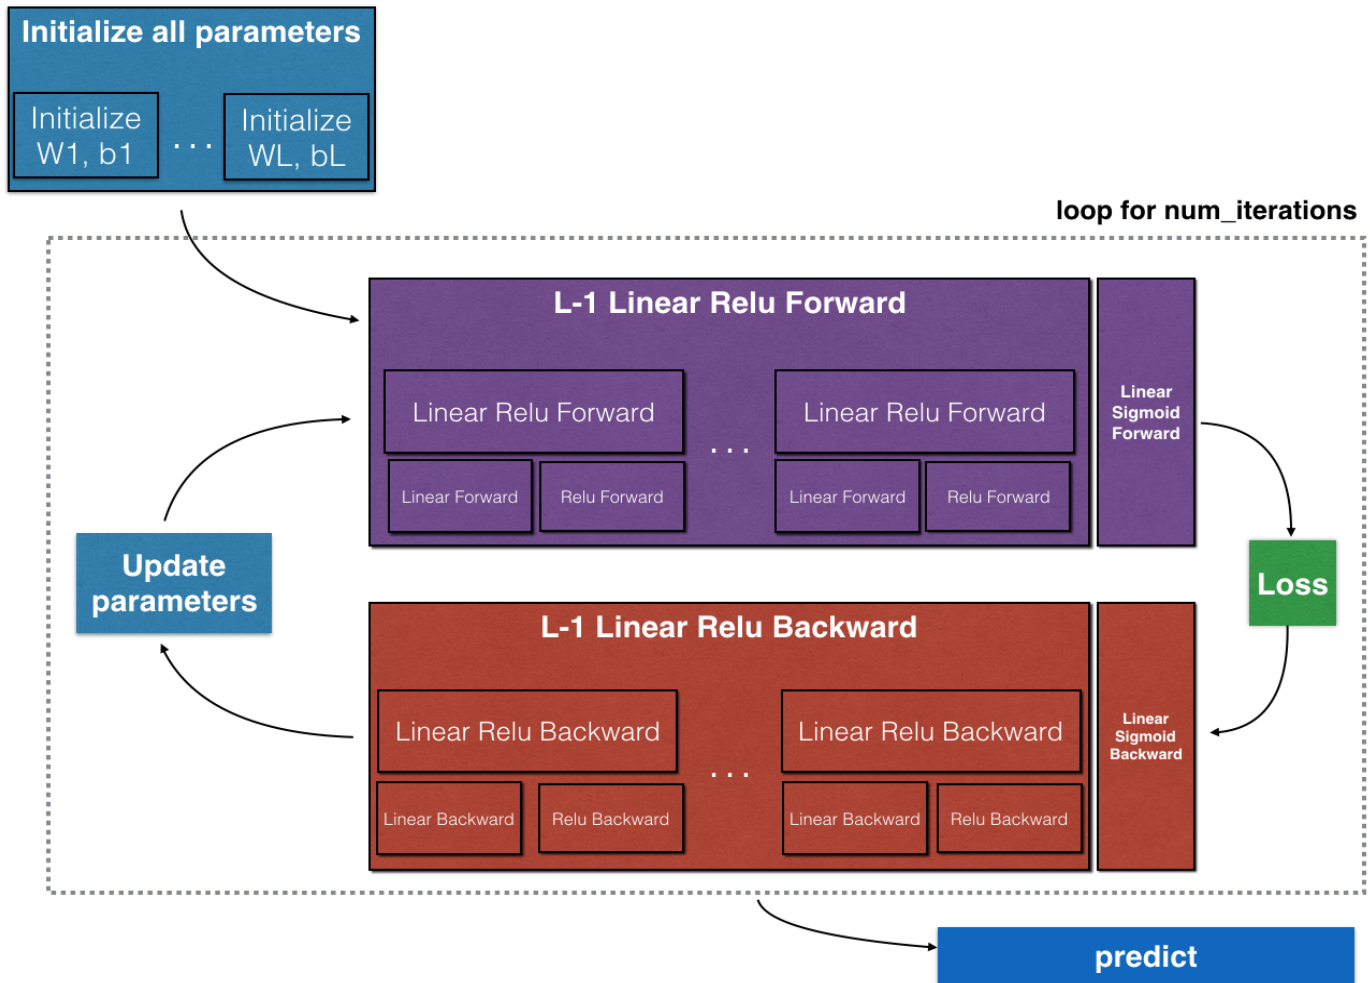 Initialize all parameters
Initialize
W1, b1
. . .
Initialize
WL, bL
loop for num_iterations
L-1 Linear Relu Forward
Linear Relu Forward
. . .
Linear Relu Forward
Linear Forward
Relu Forward
Linear Forward
Relu Forward
Linear
Sigmoid
Forward
Update
parameters
Loss
L-1 Linear Relu Backward
Linear Relu Backward
. . .
Linear Relu Backward
Linear Backward
Relu Backward
Linear Backward
Relu Backward
Linear
Sigmoid
Backward
predict